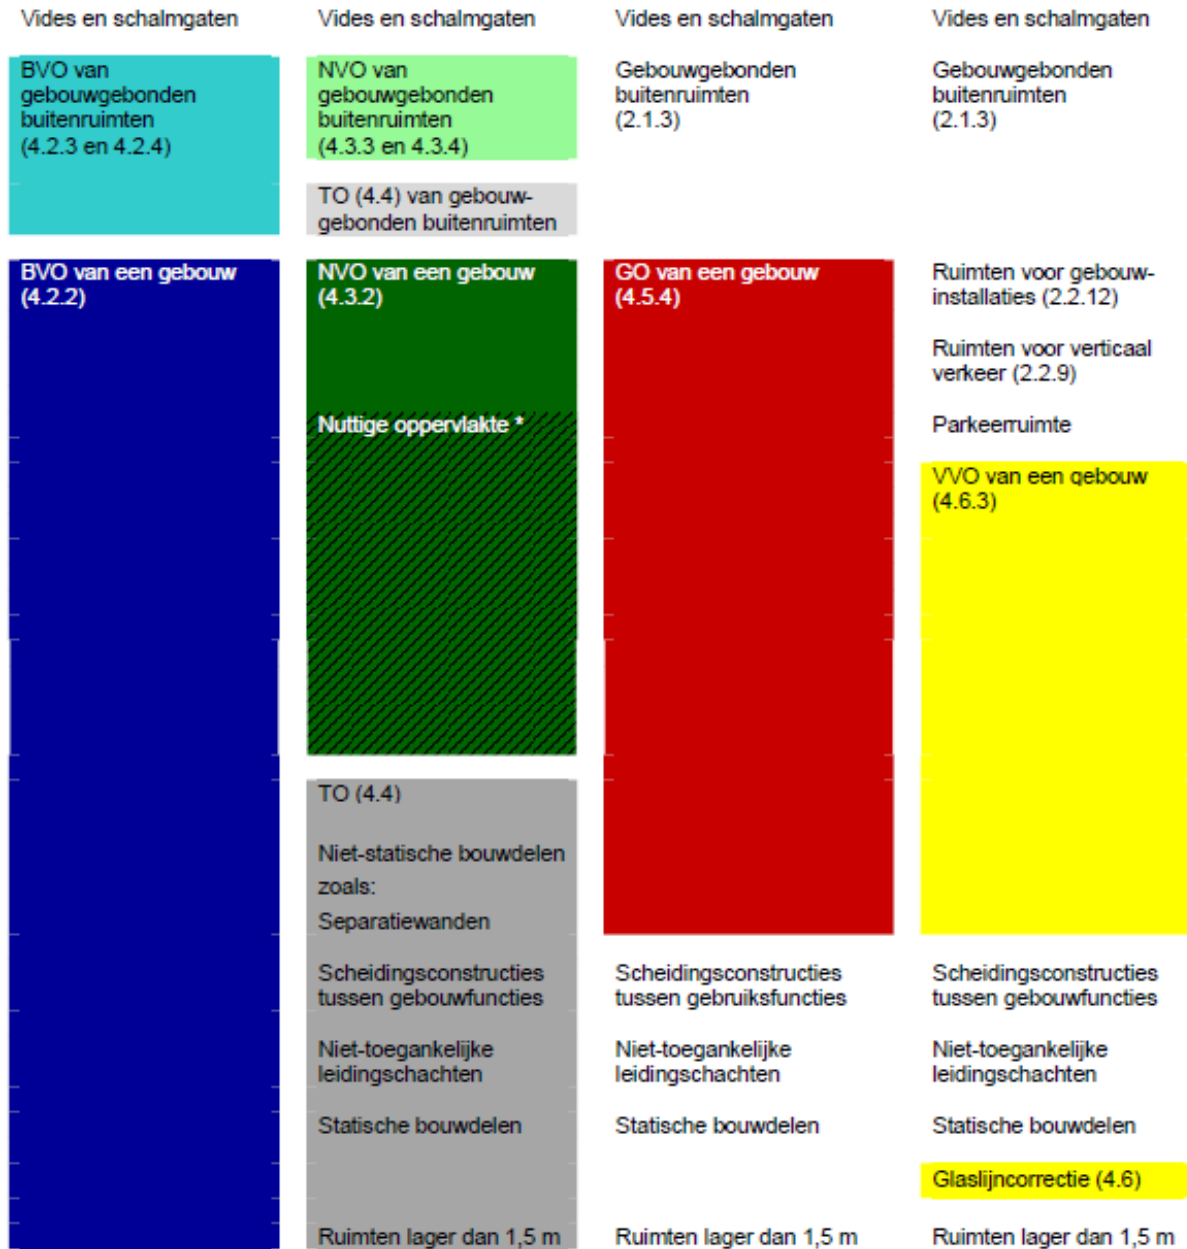 Vides en schalmgaten
BVO van
gebouwgebonden
buitenruimten
(4.2.3 en 4.2.4)
BVO van een gebouw
(4.2.2)
Vides en schalmgaten
NVO van
gebouwgebonden
buitenruimten
(4.3.3 en 4.3.4)
TO (4.4) van gebouw-
gebonden buitenruimten
NVO van een gebouw
(4.3.2)
Nuttige oppervlakte *
TO (4.4)
Niet-statische bouwdelen
zoals:
Separatiewanden
Scheidingsconstructies
tussen gebouwfuncties
Niet-toegankelijke
leidingschachten
Statische bouwdelen
Ruimten lager dan 1,5 m
Vides en schalmgaten
Gebouwgebonden
buitenruimten
(2.1.3)
GO van een gebouw
(4.5.4)
Scheidingsconstructies
tussen gebruiksfuncties
Niet-toegankelijke
leidingschachten
Statische bouwdelen
Ruimten lager dan 1,5 m
Vides en schalmgaten
Gebouwgebonden
buitenruimten
(2.1.3)
Ruimten voor gebouw-
installaties (2.2.12)
Ruimten voor verticaal
verkeer (2.2.9)
Parkeerruimte
VVO van een gebouw
(4.6.3)
Scheidingsconstructies
tussen gebouwfuncties
Niet-toegankelijke
leidingschachten
Statische bouwdelen
Glaslijncorrectie (4.6)
Ruimten lager dan 1,5 m